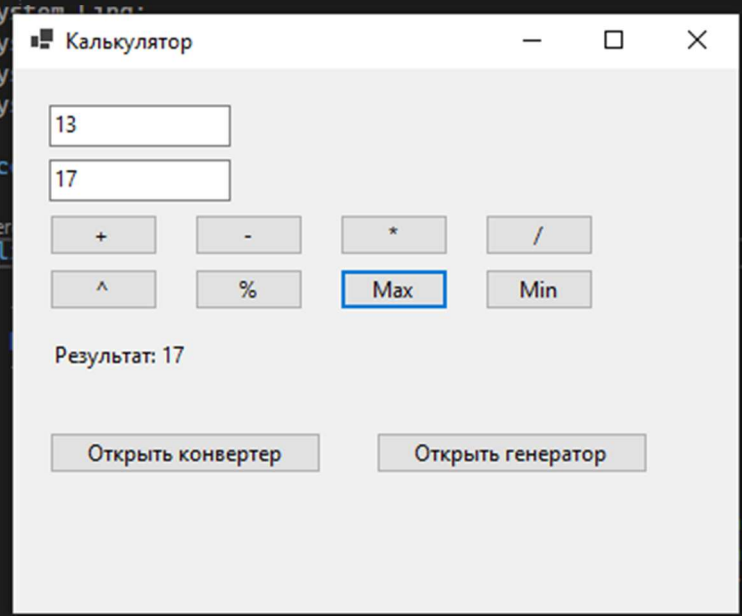 Калькулятор
13
17
+ - * /
^ % Max Min
Результат: 17
Открыть конвертер Открыть генератор